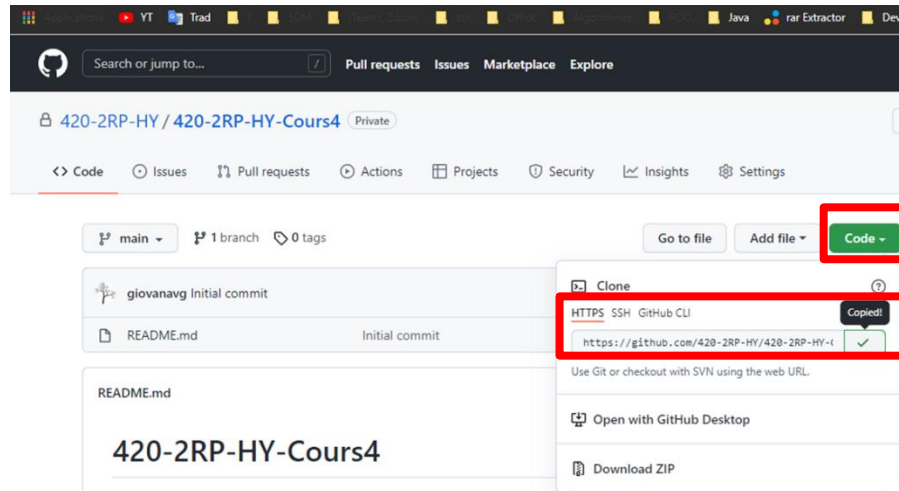 YT Trad Java rar Extractor Dev
Search or jump to... / Pull requests Issues Marketplace Explore
420-2RP-HY / 420-2RP-HY-Cours4 Private
<> Code Issues Pull requests Actions Projects Security Insights Settings
main 1 branch 0 tags Go to file Add file Code
giovanavg Initial commit
README.md Initial commit
Clone
HTTPS SSH GitHub CLI Copied!
https://github.com/420-2RP-HY/420-2RP-HY-
Use Git or checkout with SVN using the web URL.
README.md
Open with GitHub Desktop
420-2RP-HY-Cours4
Download ZIP